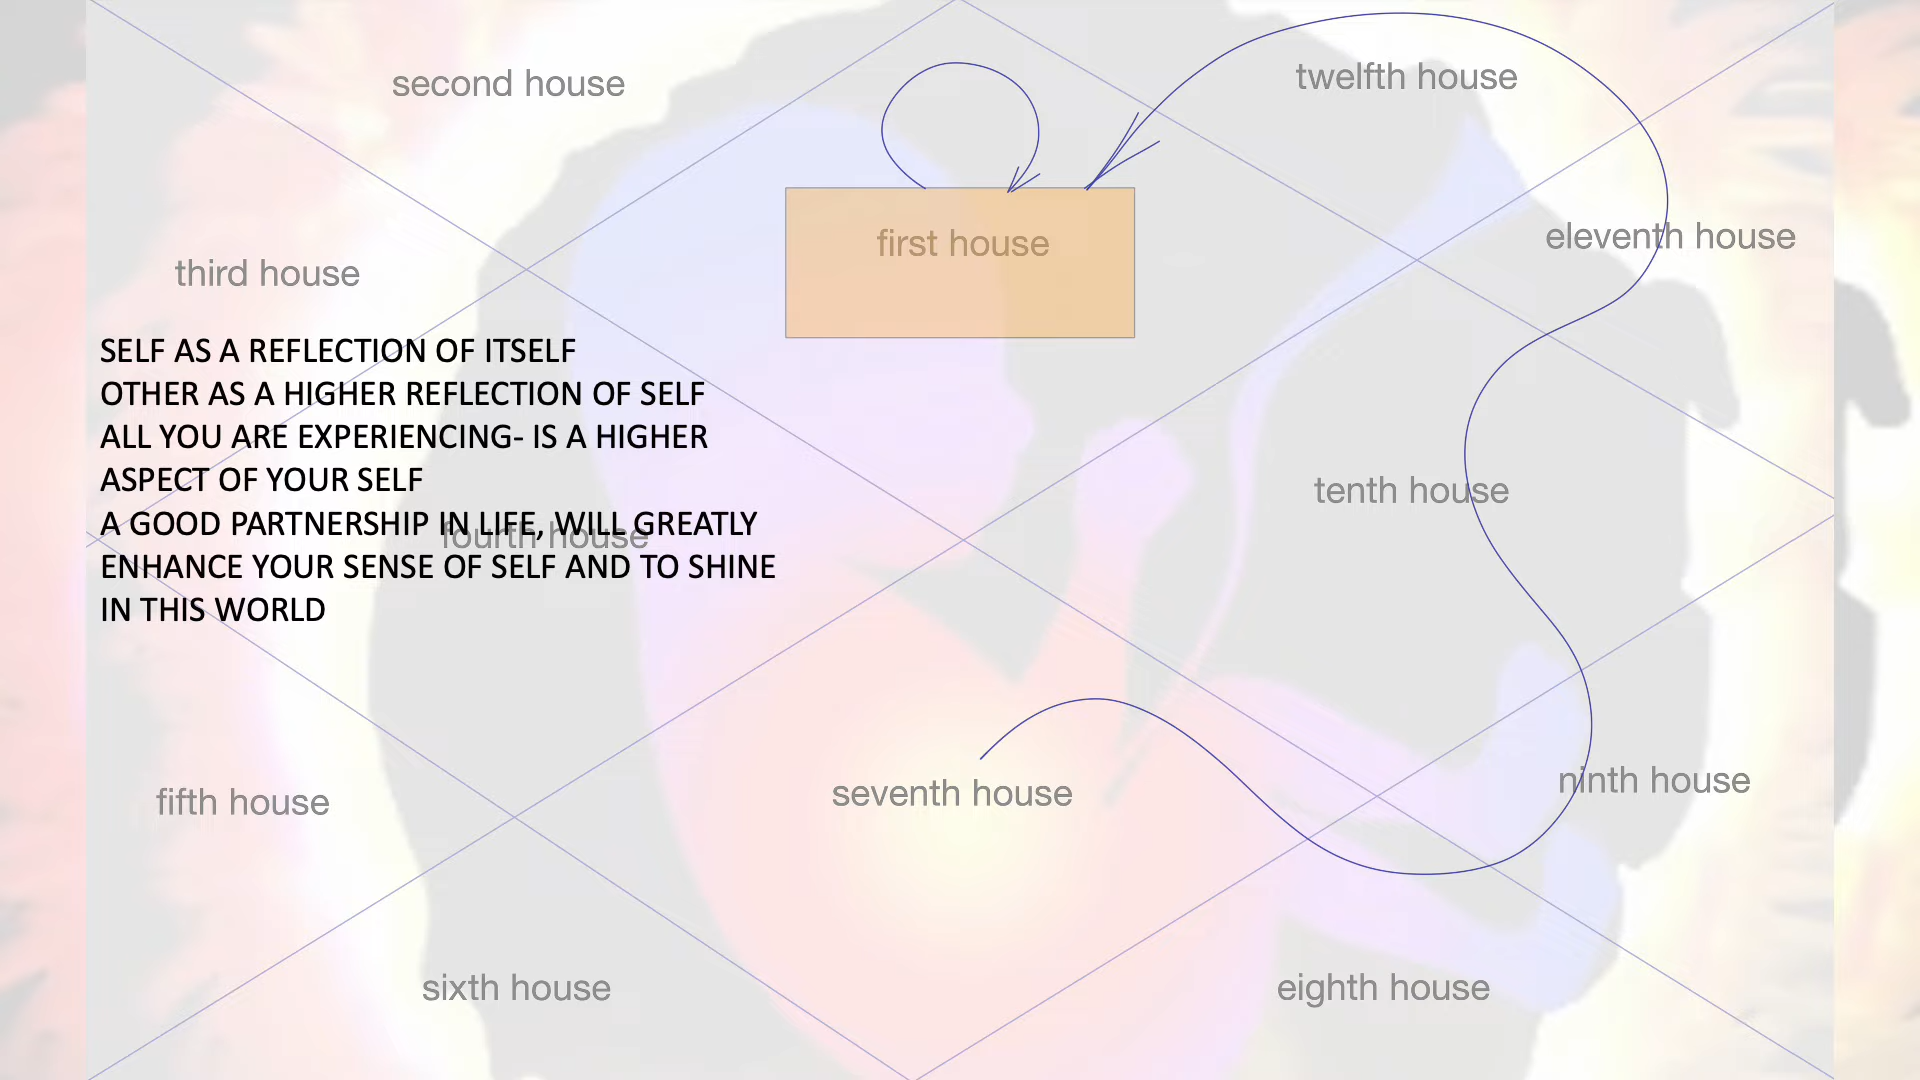 second house
twelfth house
first house
eleventh house
third house
SELF AS A REFLECTION OF ITSELF
OTHER AS A HIGHER REFLECTION OF SELF
ALL YOU ARE EXPERIENCING- IS A HIGHER
ASPECT OF YOUR SELF
A GOOD PARTNERSHIP IN LIFE, WILL GREATLY
ENHANCE YOUR SENSE OF SELF AND TO SHINE
IN THIS WORLD
fourth house
tenth house
fifth house
seventh house
ninth house
sixth house
eighth house